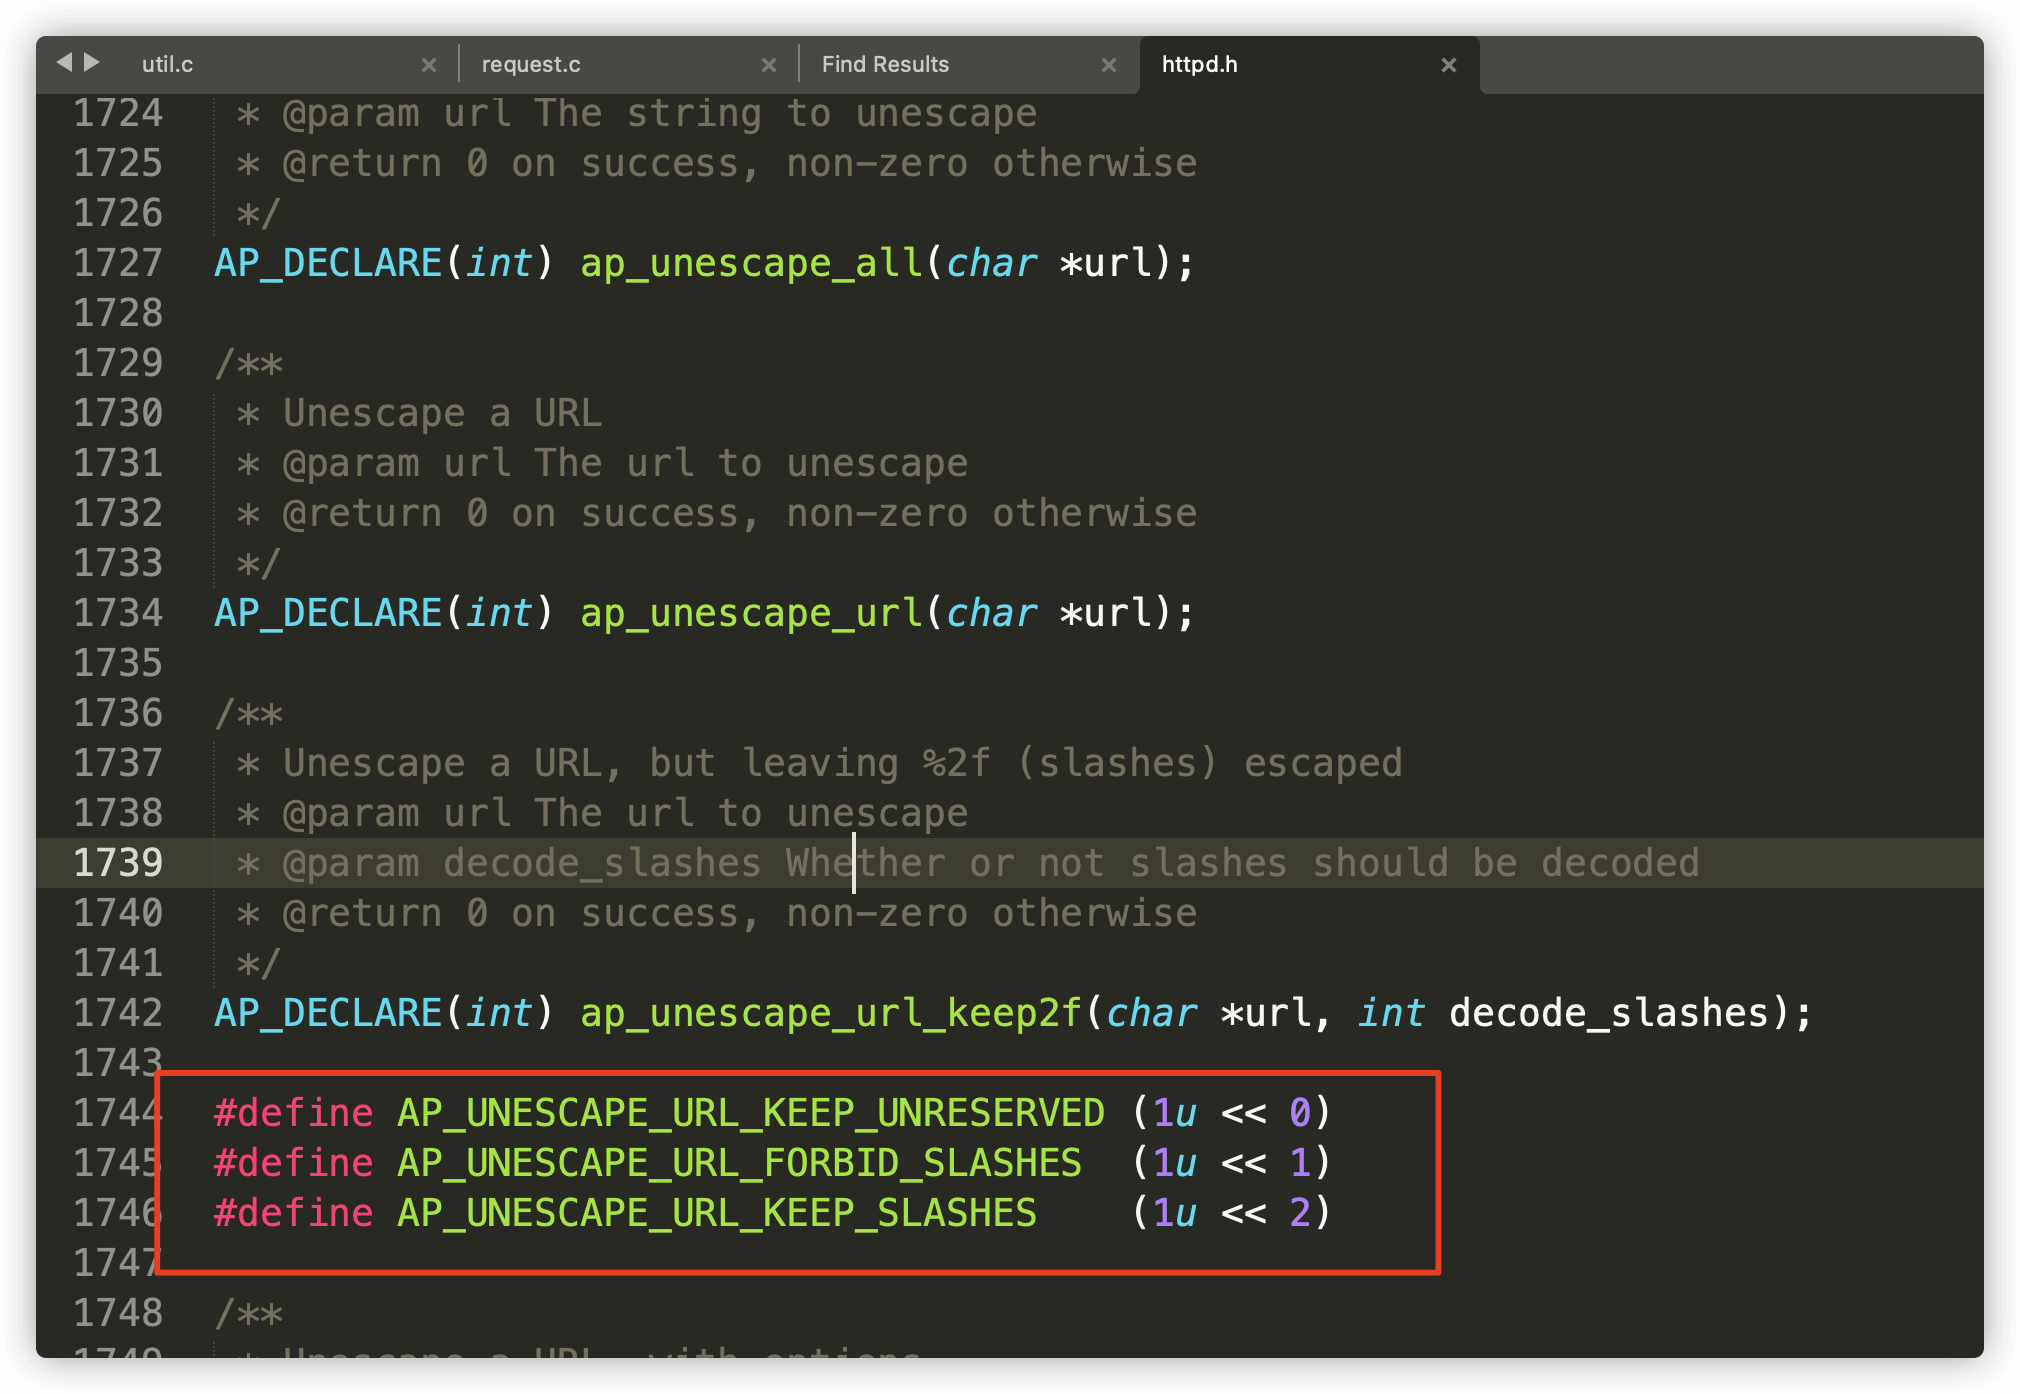 util.c × request.c × Find Results × httpd.h ×
1724 * @param url The string to unescape
1725 * @return 0 on success, non-zero otherwise
1726 */
1727 AP_DECLARE(int) ap_unescape_all(char *url);
1728
1729 /**
1730 * Unescape a URL
1731 * @param url The url to unescape
1732 * @return 0 on success, non-zero otherwise
1733 */
1734 AP_DECLARE(int) ap_unescape_url(char *url);
1735
1736 /**
1737 * Unescape a URL, but leaving %2f (slashes) escaped
1738 * @param url The url to unescape
1739 * @param decode_slashes Whether or not slashes should be decoded
1740 * @return 0 on success, non-zero otherwise
1741 */
1742 AP_DECLARE(int) ap_unescape_url_keep2f(char *url, int decode_slashes);
1743
1744 #define AP_UNESCAPE_URL_KEEP_UNRESERVED (1u << 0)
1745 #define AP_UNESCAPE_URL_FORBID_SLASHES (1u << 1)
1746 #define AP_UNESCAPE_URL_KEEP_SLASHES (1u << 2)
1747
1748 /**
1749 * Unescape a URL, with options